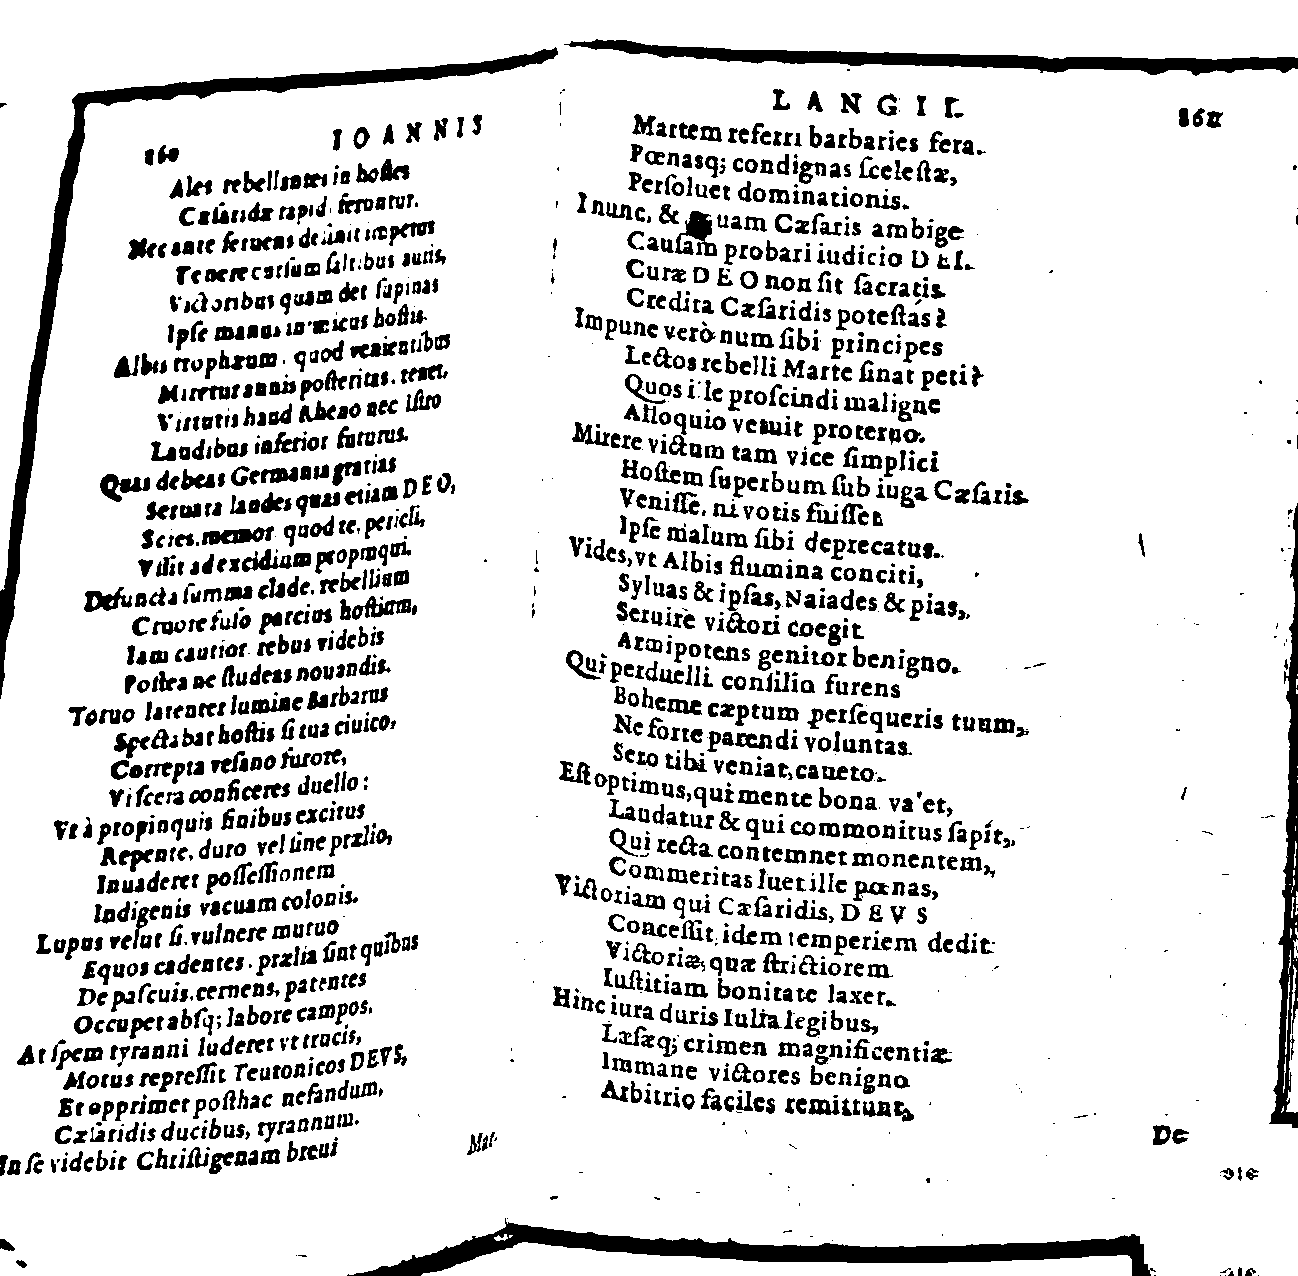 860 IOANNIS
Ales rebellantes in hostes
Cæsaridæ rapid feruntur.
Nec ante feruens desinit impetus
Tenere cursum saltibus auiis,
Victoribus quam det supinas
Ipse manus inimicus hostis.
Albis trophæum, quod venientibus
Miretur annis posteritas, tenet,
Virtutis haud Rheno nec Istro
Laudibus inferior futurus.
Quas debeas Germania gratias
Seruata laudes quas etiam DEO,
Scies, memor quod te, pericli,
Visit ad excidium propinqui.
Defuncta summa clade, rebellium
Cruore fuso parcius hostium,
Iam cautior rebus videbis
Postea ne studeas nouandis.
Toruo latenter lumine Barbarus
Spectabat hostis si tua ciuico,
Correpta vesano furore,
Viscera conficeres duello:
Vt à propinquis finibus excitus
Repente, duro vel sine prælio,
Inuaderet possessionem
Indigenis vacuam colonis.
Lupus velut si, vulnere mutuo
Equos cadentes, prælia sint quibus
De pascuis, cernens, patentes
Occupet absq; labore campos.
At spem tyranni luderet vt trucis,
Motus repressit Teutonicos DEVS,
Et opprimet posthac nefandum,
Cæsaridis ducibus, tyrannum.
In se videbit Christigenam breui
Mar-
LANGII. 861
Martem referri barbaries fera.
Pœnasq; condignas scelestæ,
Persoluet dominationis.
I nunc, & uam Cæsaris ambige
Causam probari iudicio DEI.
Curæ DEO non sit sacratis
Credita Cæsaridis potestás?
Impune verò num sibi principes
Lectos rebelli Marte sinat peti?
Quos ille proscindi maligne
Alloquio vetuit proteruo.
Mirere victum tam vice simplici
Hostem superbum sub iuga Cæsaris
Venisse, ni votis fuisset
Ipse malum sibi deprecatus.
Vides, vt Albis flumina conciti,
Syluas & ipsas, Naiades & pias,
Seruire victori coegit
Armipotens genitor benigno.
Qui perduelli consilio furens
Boheme cæptum persequeris tuum,
Ne forte parendi voluntas
Sero tibi veniat, caueto.
Est optimus, qui mente bona valet,
Laudatur & qui commonitus sapit,
Qui recta contemnet monentem,
Commeritas luet ille pœnas,
Victoriam qui Cæsaridis, DEVS
Concessit, idem temperiem dedit
Victoriæ, quæ strictiorem
Iustitiam bonitate laxet.
Hinc iura duris Iulia legibus,
Læsæq; crimen magnificentiæ
Immane victores benigno
Arbitrio faciles remittunt,
De